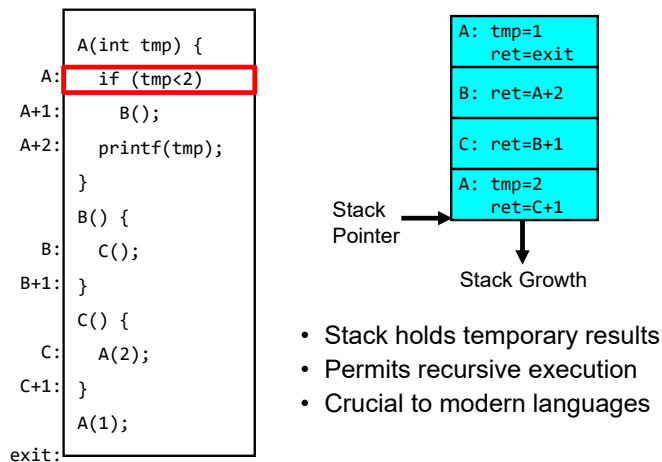 A(int tmp) {
A: if (tmp<2)
A+1: B();
A+2: printf(tmp);
}
B() {
B: C();
B+1: }
C() {
C: A(2);
C+1: }
A(1);
exit:
A: tmp=1
ret=exit
B: ret=A+2
C: ret=B+1
A: tmp=2
ret=C+1
Stack
Pointer
Stack Growth
• Stack holds temporary results
• Permits recursive execution
• Crucial to modern languages